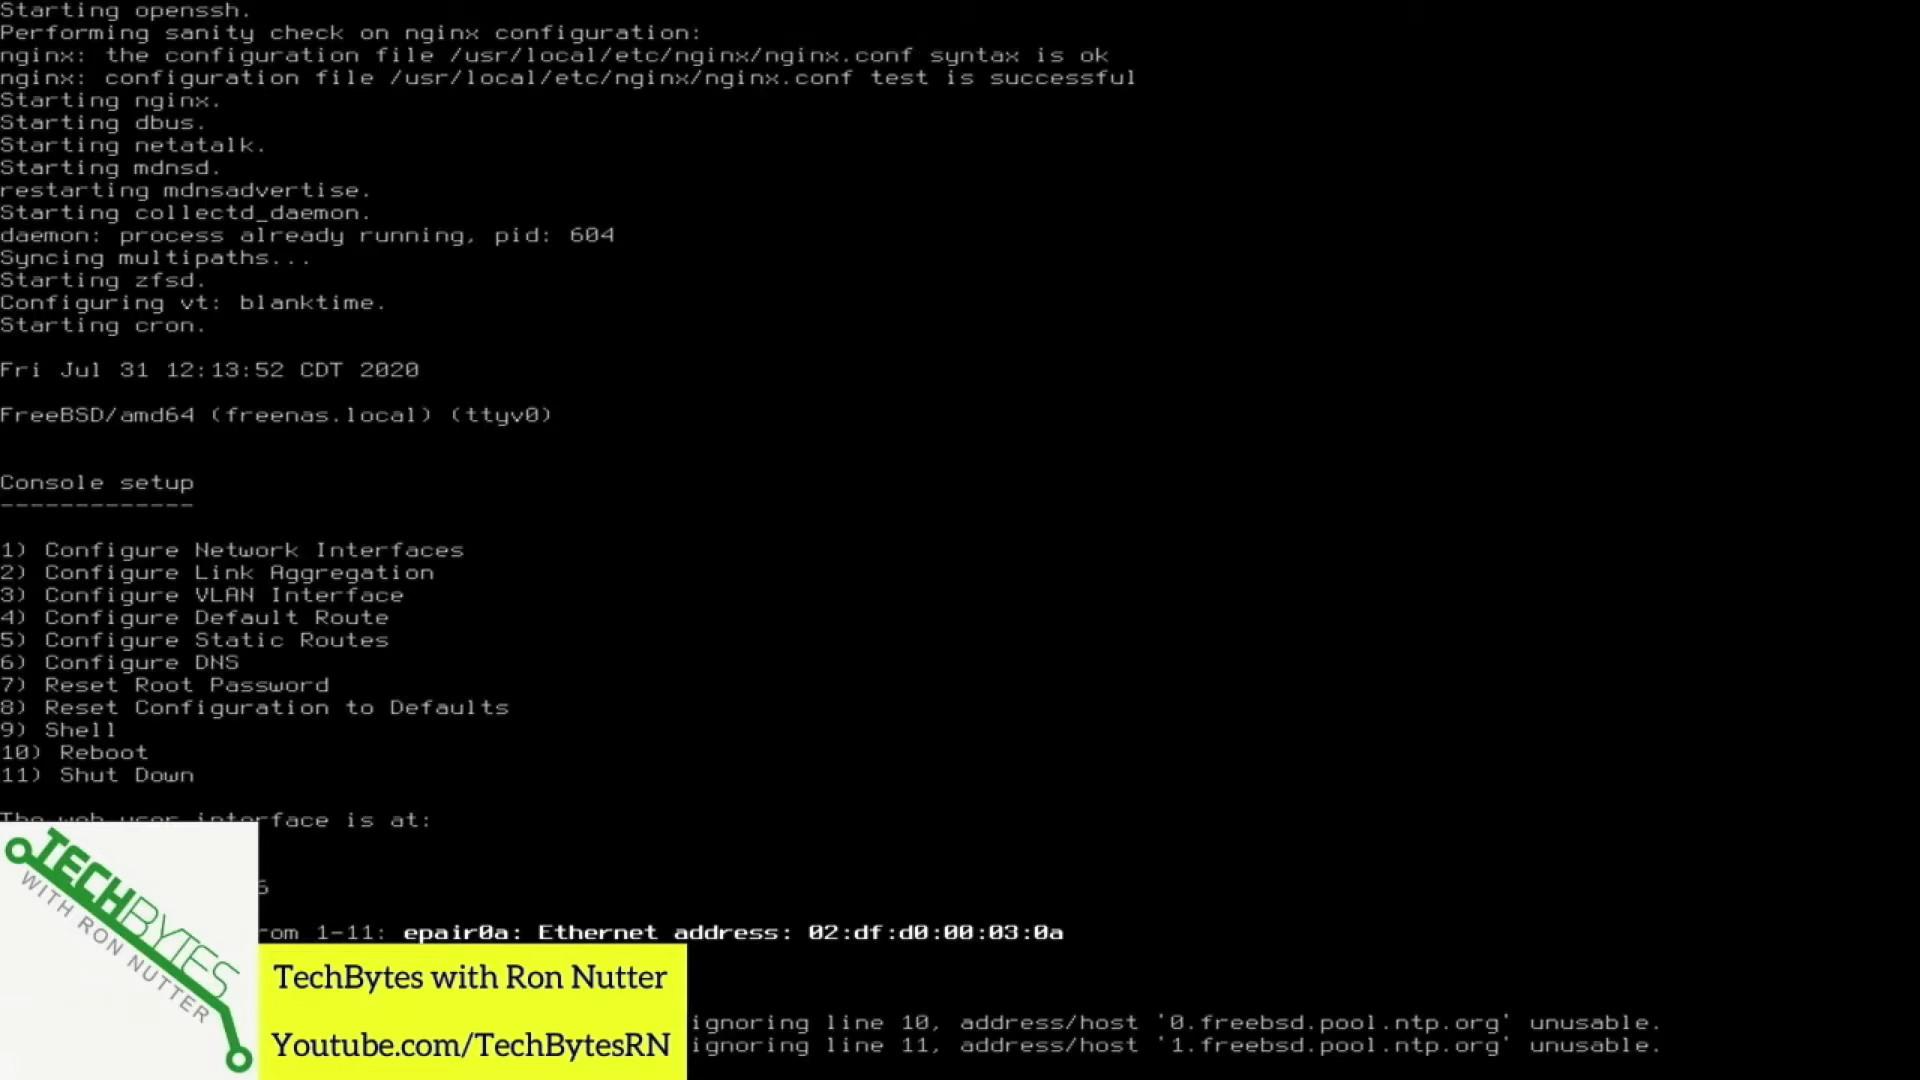 Starting openssh.
Performing sanity check on nginx configuration:
nginx: the configuration file /usr/local/etc/nginx/nginx.conf syntax is ok
nginx: configuration file /usr/local/etc/nginx/nginx.conf test is successful
Starting nginx.
Starting dbus.
Starting netatalk.
Starting mdnsd.
restarting mdnsadvertise.
Starting collectd_daemon.
daemon: process already running, pid: 604
Syncing multipaths...
Starting zfsd.
Configuring vt: blanktime.
Starting cron.
Fri Jul 31 12:13:52 CDT 2020
FreeBSD/amd64 (freenas.local) (ttyv0)
Console setup
-------------
1) Configure Network Interfaces
2) Configure Link Aggregation
3) Configure VLAN Interface
4) Configure Default Route
5) Configure Static Routes
6) Configure DNS
7) Reset Root Password
8) Reset Configuration to Defaults
9) Shell
10) Reboot
11) Shut Down
The web user interface is at:
6
om 1-11: epair0a: Ethernet address: 02:df:d0:00:03:0a
TECHBYTES
WITH RON NUTTER
TechBytes with Ron Nutter
Youtube.com/TechBytesRN
ignoring line 10, address/host '0.freebsd.pool.ntp.org' unusable.
ignoring line 11, address/host '1.freebsd.pool.ntp.org' unusable.